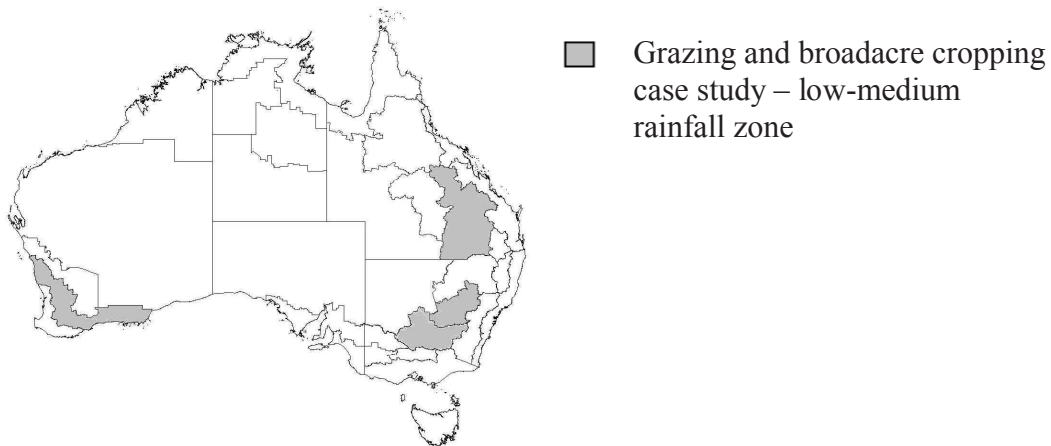 Grazing and broadacre cropping
case study – low-medium
rainfall zone